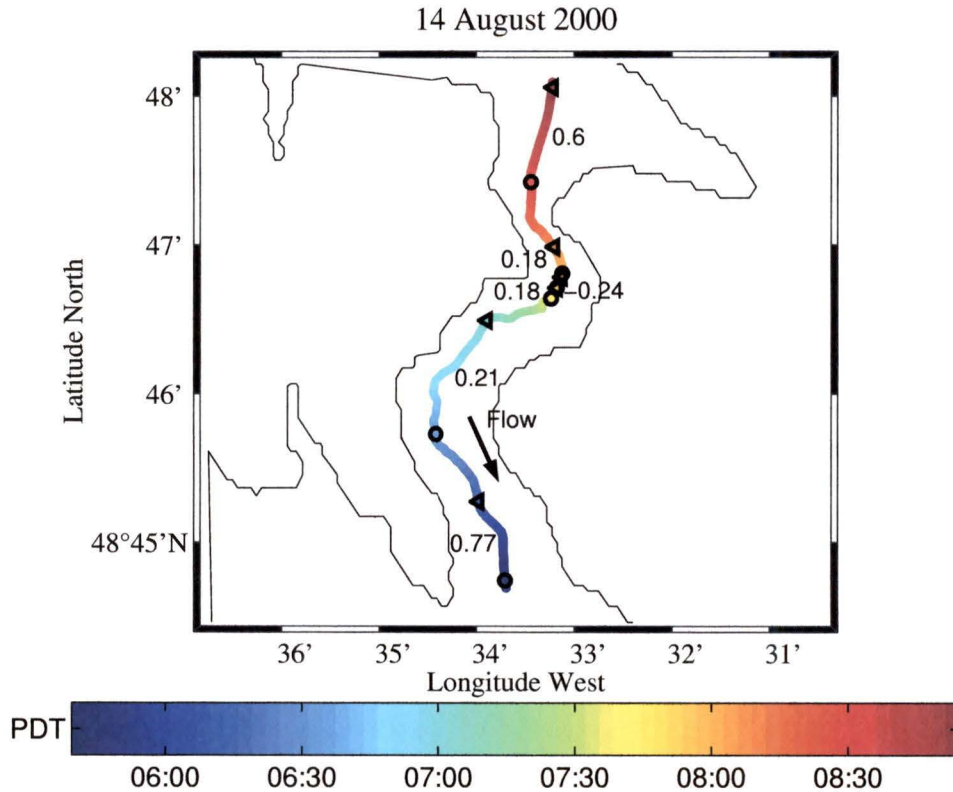 14 August 2000
48'
47'
46'
48°45'N
Latitude North
0.6
0.18
0.18
−0.24
0.21
Flow
0.77
36' 35' 34' 33' 32' 31'
Longitude West
PDT
06:00 06:30 07:00 07:30 08:00 08:30